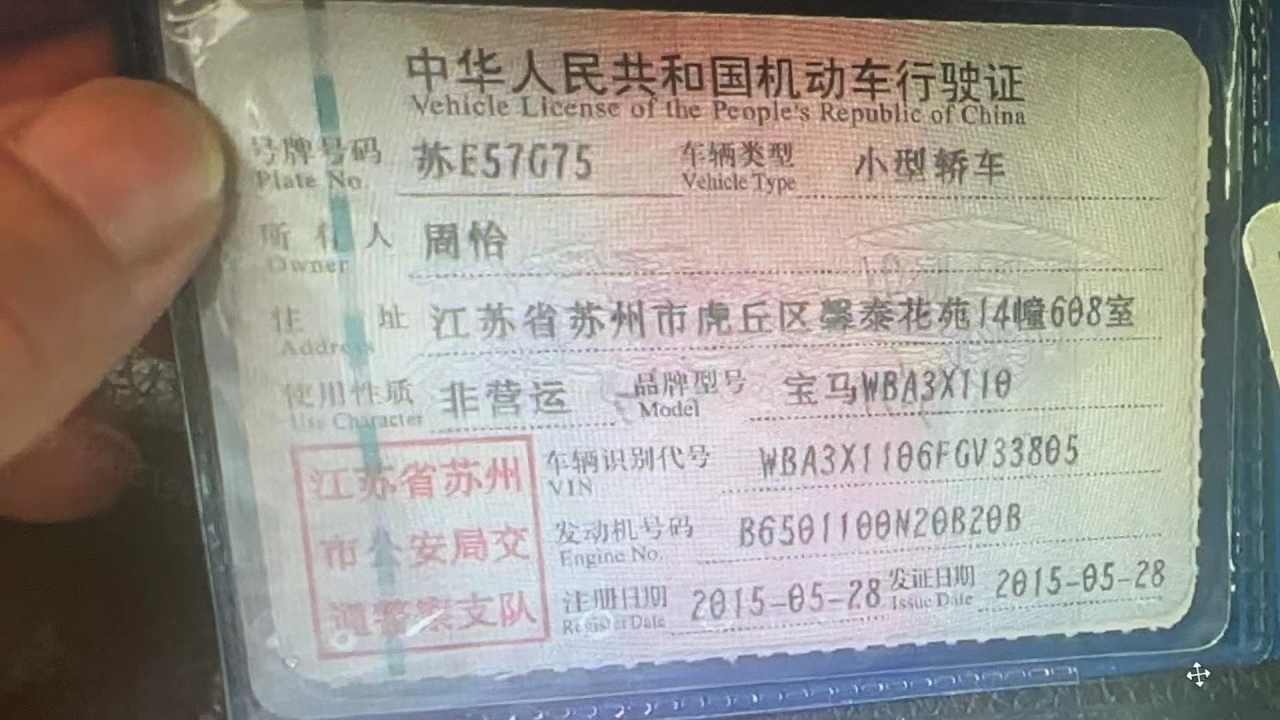 中华人民共和国机动车行驶证
Vehicle License of the People's Republic of China
号牌号码 苏E57G75 车辆类型 小型轿车
Plate No. Vehicle Type
所有人 周怡
Owner
住址 江苏省苏州市虎丘区馨泰花苑14幢608室
Address
使用性质 非营运 品牌型号 宝马WBA3X110
Use Character Model
江苏省苏州
市公安局交
通警察支队
车辆识别代号 WBA3X1106FGV33805
VIN
发动机号码 B6501100N20B20B
Engine No.
注册日期 2015-05-28 发证日期 2015-05-28
Register Date Issue Date